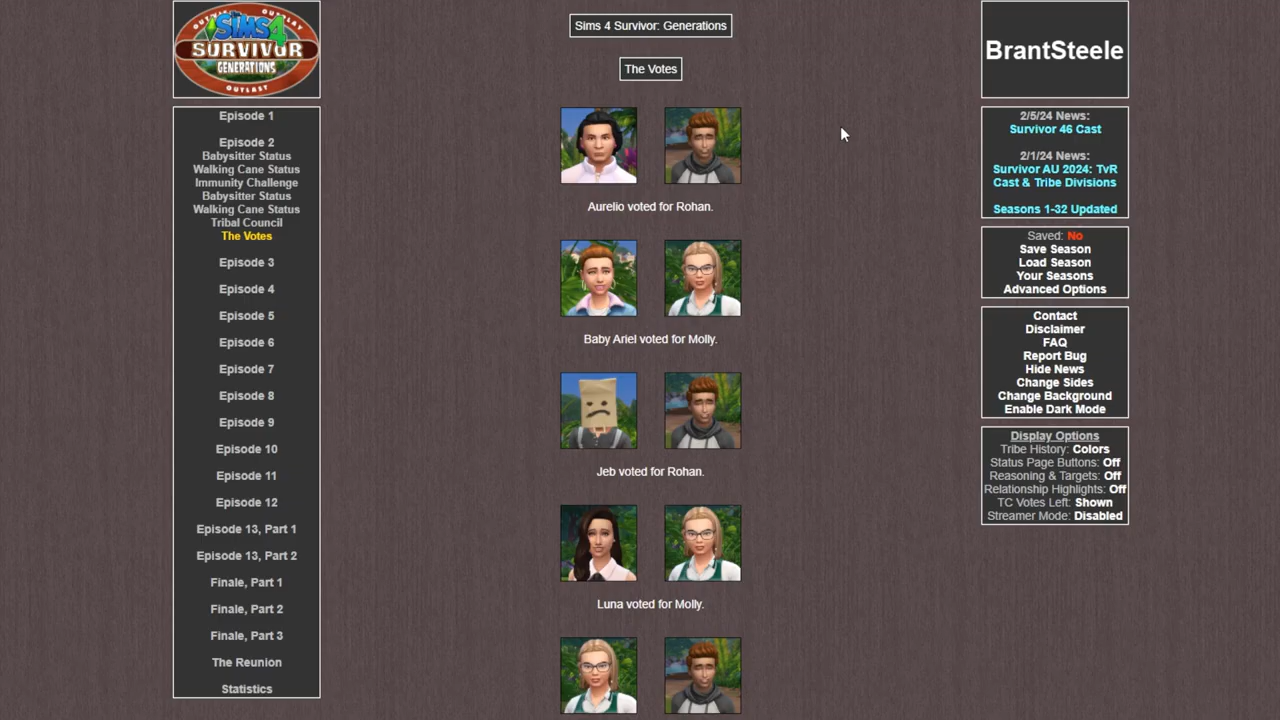 OUTWIT OUTPLAY
THE SIMS 4
SURVIVOR
GENERATIONS
OUTLAST
Episode 1
Episode 2
Babysitter Status
Walking Cane Status
Immunity Challenge
Babysitter Status
Walking Cane Status
Tribal Council
The Votes
Episode 3
Episode 4
Episode 5
Episode 6
Episode 7
Episode 8
Episode 9
Episode 10
Episode 11
Episode 12
Episode 13, Part 1
Episode 13, Part 2
Finale, Part 1
Finale, Part 2
Finale, Part 3
The Reunion
Statistics
Sims 4 Survivor: Generations
The Votes
Aurelio voted for Rohan.
Baby Ariel voted for Molly.
Jeb voted for Rohan.
Luna voted for Molly.
BrantSteele
2/5/24 News:
Survivor 46 Cast
2/1/24 News:
Survivor AU 2024: TvR
Cast & Tribe Divisions
Seasons 1-32 Updated
Saved: No
Save Season
Load Season
Your Seasons
Advanced Options
Contact
Disclaimer
FAQ
Report Bug
Hide News
Change Sides
Change Background
Enable Dark Mode
Display Options
Tribe History: Colors
Status Page Buttons: Off
Reasoning & Targets: Off
Relationship Highlights: Off
TC Votes Left: Shown
Streamer Mode: Disabled